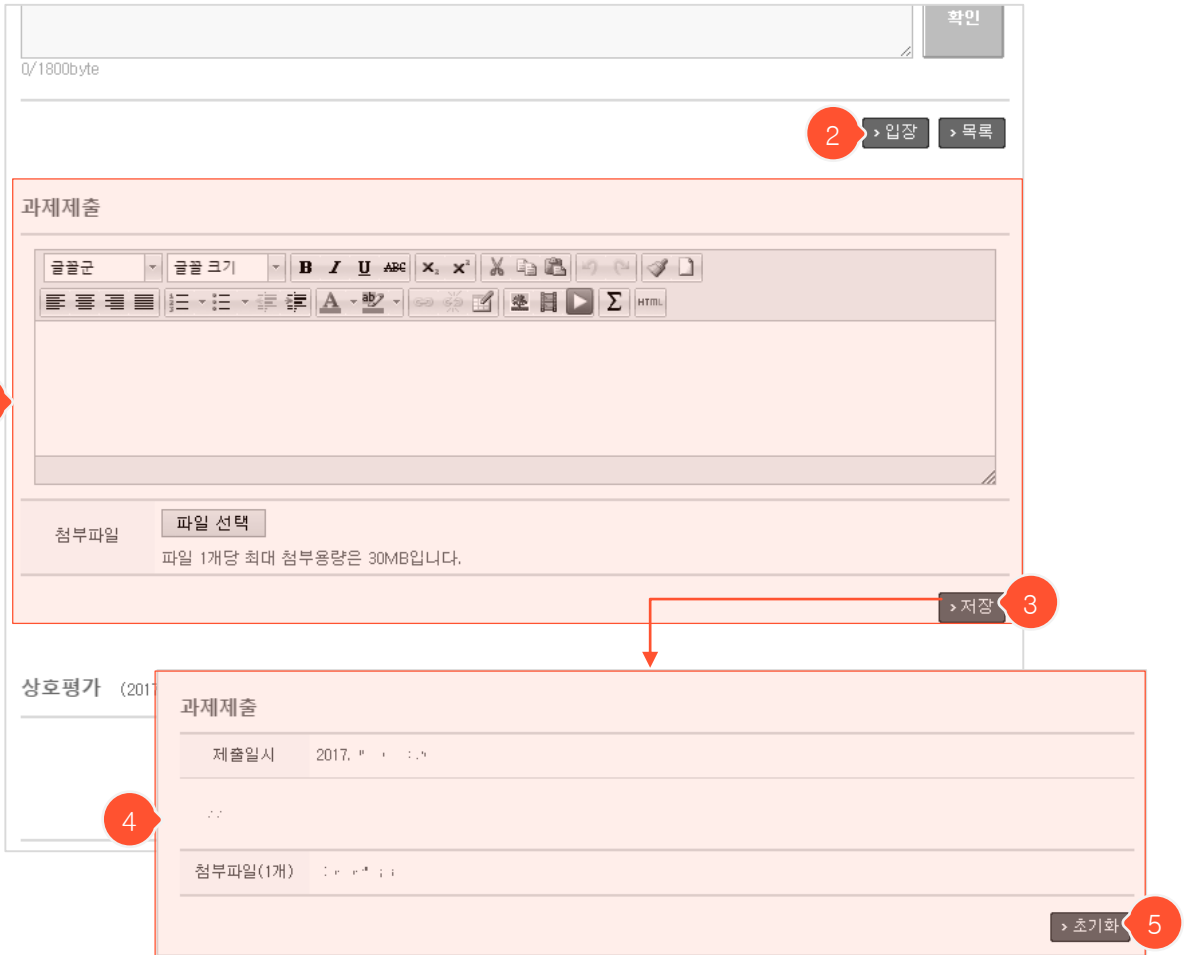 확인
0/1800byte
2 › 입장 › 목록
과제제출
글꼴군 글꼴 크기 B I U ABC X₂ X²
A ab Σ HTML
첨부파일 파일 선택
파일 1개당 최대 첨부용량은 30MB입니다.
› 저장 3
상호평가 (2017
과제제출
제출일시 2017.
4
첨부파일(1개)
› 초기화 5